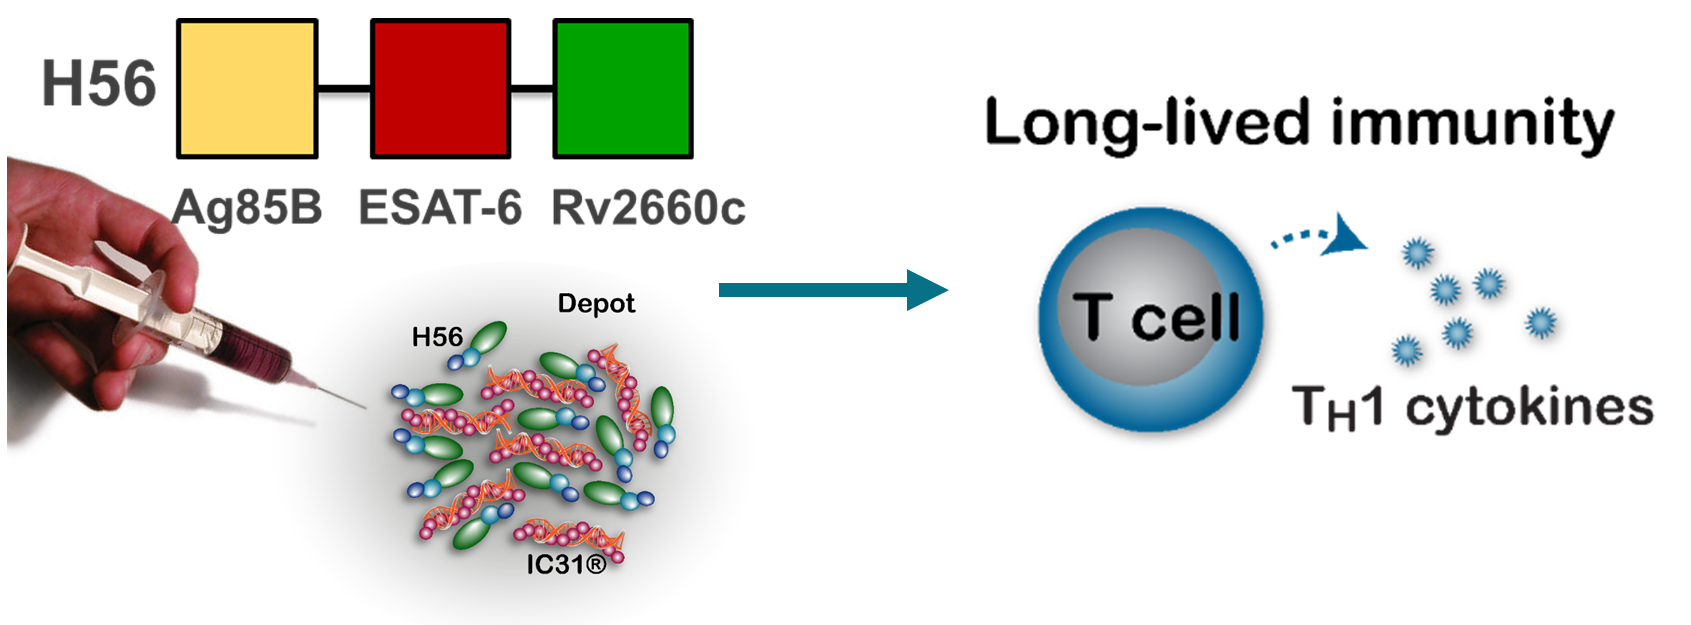 H56
Ag85B ESAT-6 Rv2660c
Depot
H56
IC31®
Long-lived immunity
T cell
TH1 cytokines